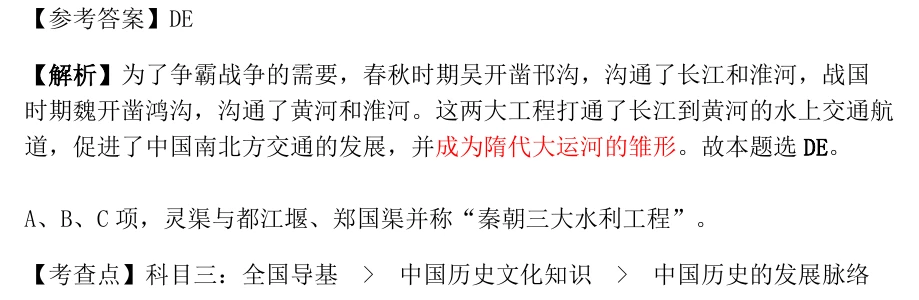 【参考答案】DE
【解析】为了争霸战争的需要，春秋时期吴开凿邗沟，沟通了长江和淮河，战国
时期魏开凿鸿沟，沟通了黄河和淮河。这两大工程打通了长江到黄河的水上交通航
道，促进了中国南北方交通的发展，并成为隋代大运河的雏形。故本题选 DE。
A、B、C 项，灵渠与都江堰、郑国渠并称“秦朝三大水利工程”。
【考查点】科目三：全国导基 > 中国历史文化知识 > 中国历史的发展脉络